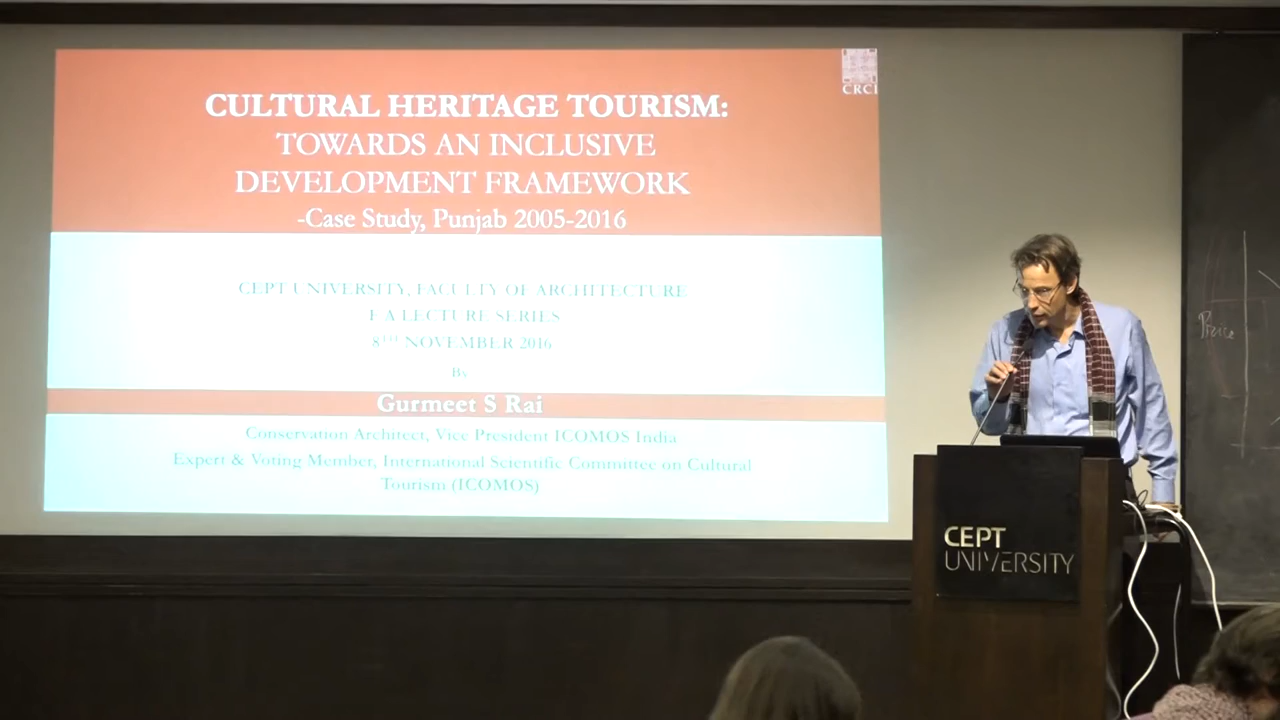 CRCI
CULTURAL HERITAGE TOURISM:
TOWARDS AN INCLUSIVE
DEVELOPMENT FRAMEWORK
-Case Study, Punjab 2005-2016
CEPT UNIVERSITY, FACULTY OF ARCHITECTURE
LECTURE SERIES
8TH NOVEMBER 2016
By
Gurmeet S Rai
Conservation Architect, Vice President ICOMOS India
Expert & Voting Member, International Scientific Committee on Cultural
Tourism (ICOMOS)
CEPT
UNIVERSITY